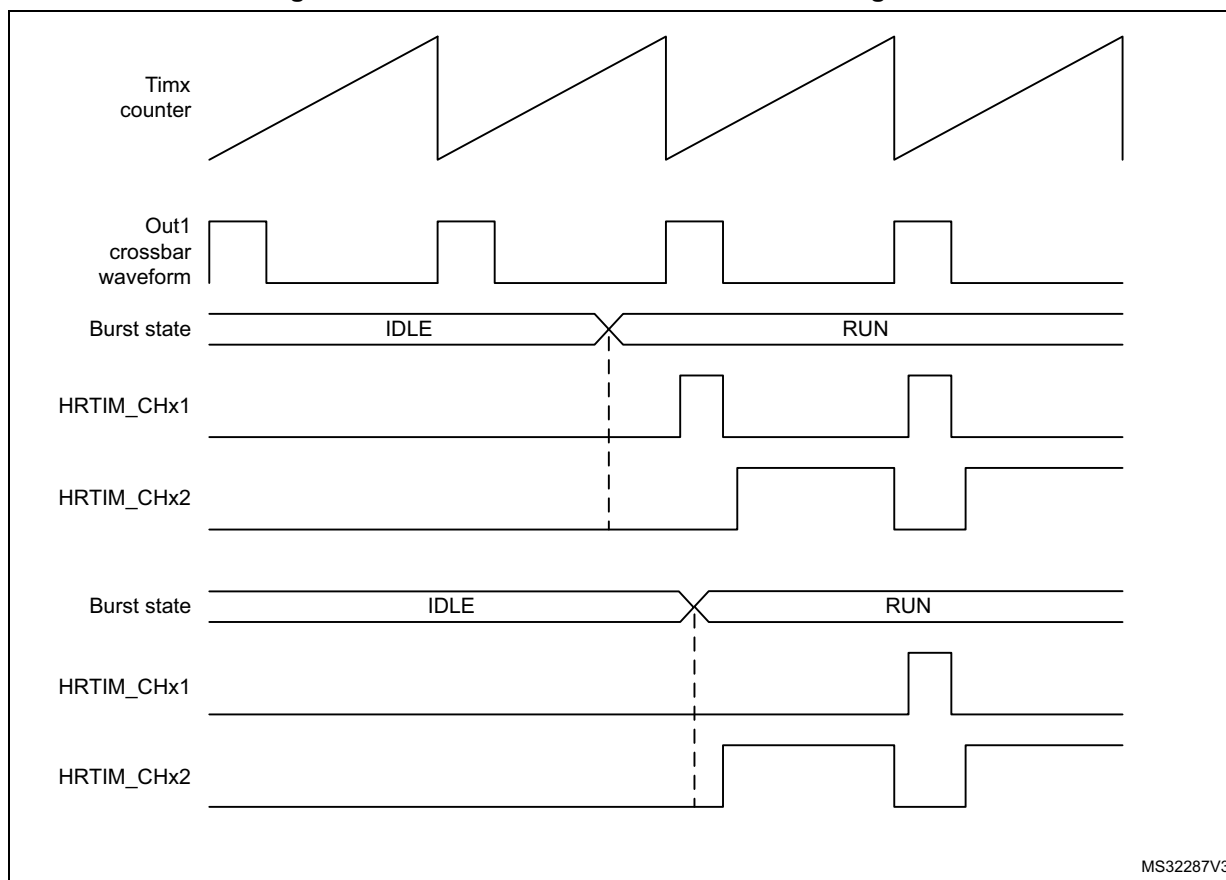 Timx
counter
Out1
crossbar
waveform
Burst state
IDLE
RUN
HRTIM_CHx1
HRTIM_CHx2
Burst state
IDLE
RUN
HRTIM_CHx1
HRTIM_CHx2
MS32287V3